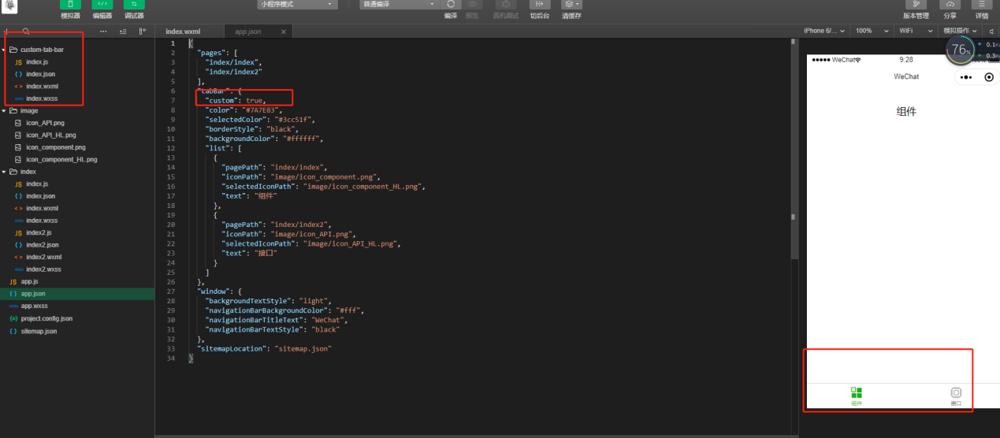 小程序模式
普通编译
模拟器
编辑器
调试器
编译
预览
真机调试
切后台
清缓存
版本管理
分享
详情
index.wxml
app.json
iPhone 6/...
100%
WiFi
模拟操作
custom-tab-bar
JS index.js
{} index.json
<> index.wxml
wxss index.wxss
image
icon_API.png
icon_API_HL.png
icon_component.png
icon_component_HL.png
index
JS index.js
{} index.json
<> index.wxml
wxss index.wxss
JS index2.js
{} index2.json
<> index2.wxml
wxss index2.wxss
JS app.js
{} app.json
wxss app.wxss
{o} project.config.json
{} sitemap.json
1 {
2 "pages": [
3 "index/index",
4 "index/index2"
5 ],
6 "tabBar": {
7 "custom": true,
8 "color": "#7A7E83",
9 "selectedColor": "#3cc51f",
10 "borderStyle": "black",
11 "backgroundColor": "#ffffff",
12 "list": [
13 {
14 "pagePath": "index/index",
15 "iconPath": "image/icon_component.png",
16 "selectedIconPath": "image/icon_component_HL.png",
17 "text": "组件"
18 },
19 {
20 "pagePath": "index/index2",
21 "iconPath": "image/icon_API.png",
22 "selectedIconPath": "image/icon_API_HL.png",
23 "text": "接口"
24 }
25 ]
26 },
27 "window": {
28 "backgroundTextStyle": "light",
29 "navigationBarBackgroundColor": "#fff",
30 "navigationBarTitleText": "WeChat",
31 "navigationBarTextStyle": "black"
32 },
33 "sitemapLocation": "sitemap.json"
34 }
76%
0.1K/
0.3K/
WeChat
9:28
WeChat
组件
组件
接口